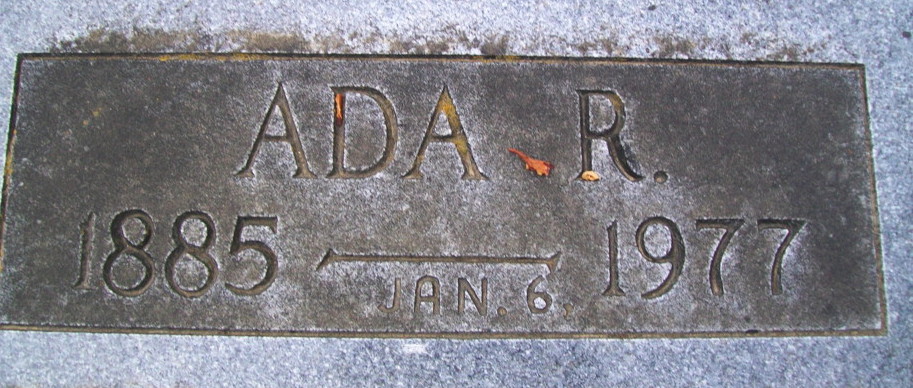 ADA R.
1885 — 1977
JAN. 6,